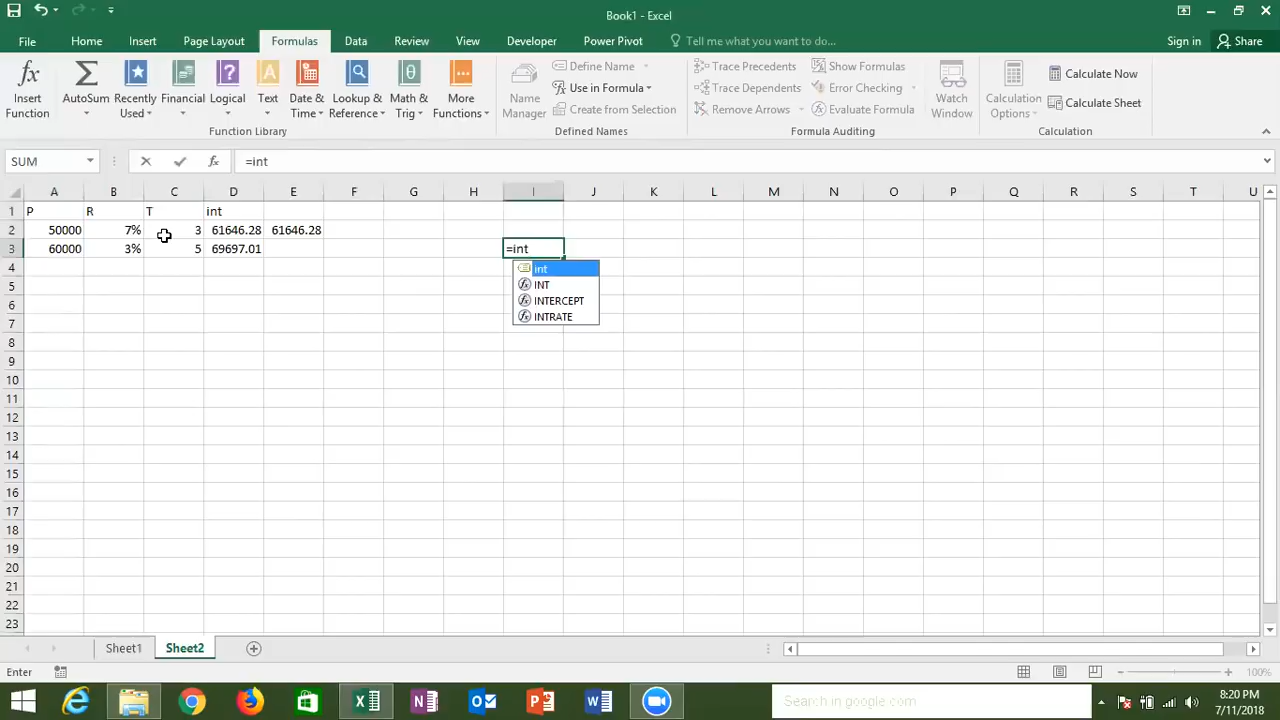 Book1 - Excel
File Home Insert Page Layout Formulas Data Review View Developer Power Pivot Tell me what you want to do... Sign in Share
Insert Function
AutoSum
Recently Used
Financial
Logical
Text
Date & Time
Lookup & Reference
Math & Trig
More Functions
Function Library
Name Manager
Define Name
Use in Formula
Create from Selection
Defined Names
Trace Precedents
Trace Dependents
Remove Arrows
Show Formulas
Error Checking
Evaluate Formula
Formula Auditing
Watch Window
Calculation Options
Calculate Now
Calculate Sheet
Calculation
SUM fx =int
A B C D E F G H I J K L M N O P Q R S T U
1 P R T int
2 50000 7% 3 61646.28 61646.28
3 60000 3% 5 69697.01 =int
4
5
6
7
8
9
10
11
12
13
14
15
16
17
18
19
20
21
22
23
int
INT
INTERCEPT
INTRATE
Sheet1 Sheet2
Enter 100%
Search in google.com
8:20 PM
7/11/2018